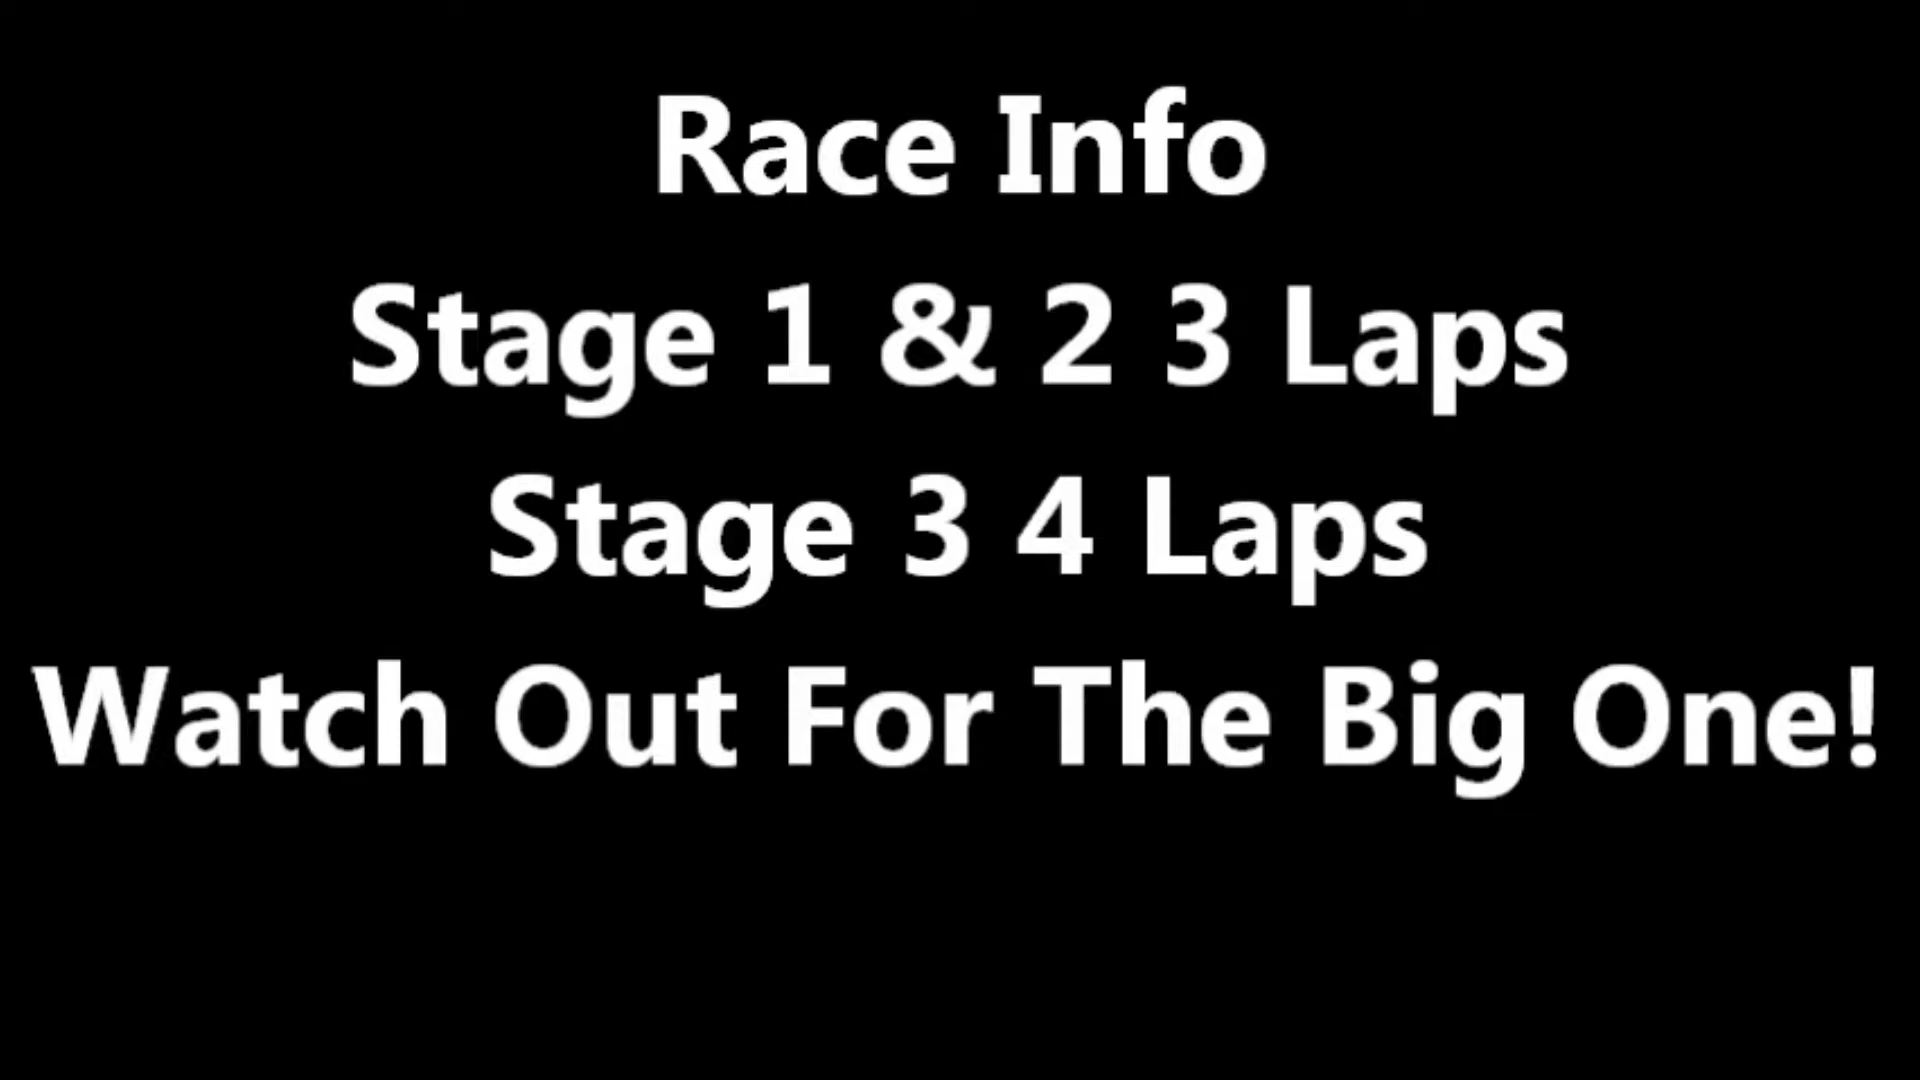 Race Info
Stage 1 & 2 3 Laps
Stage 3 4 Laps
Watch Out For The Big One!